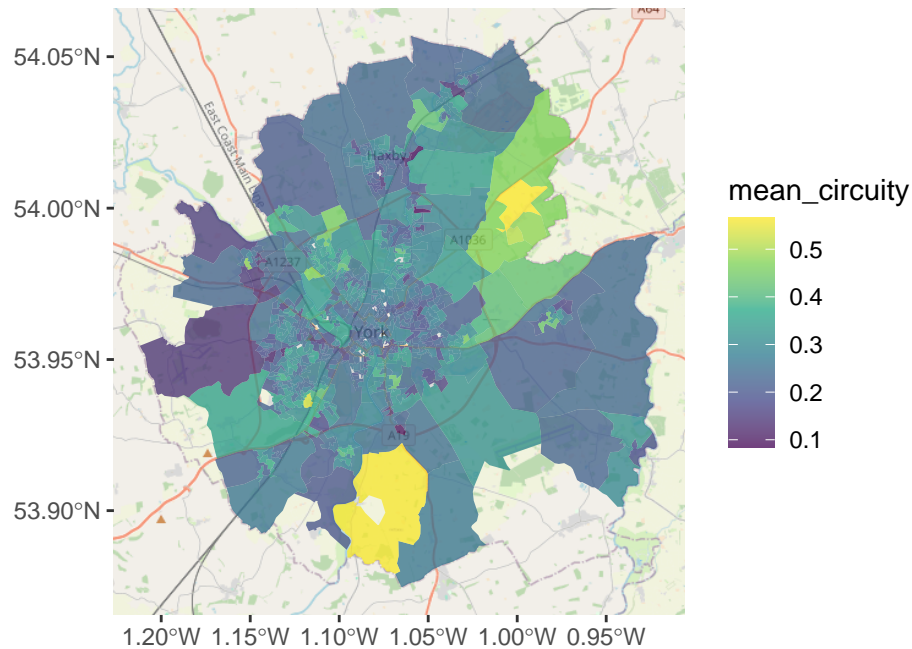 A64
54.05°N
East Coast Main Line
Haxby
54.00°N
A1036
A1237
York
53.95°N
A19
53.90°N
1.20°W 1.15°W 1.10°W 1.05°W 1.00°W 0.95°W
mean_circuity
0.5
0.4
0.3
0.2
0.1